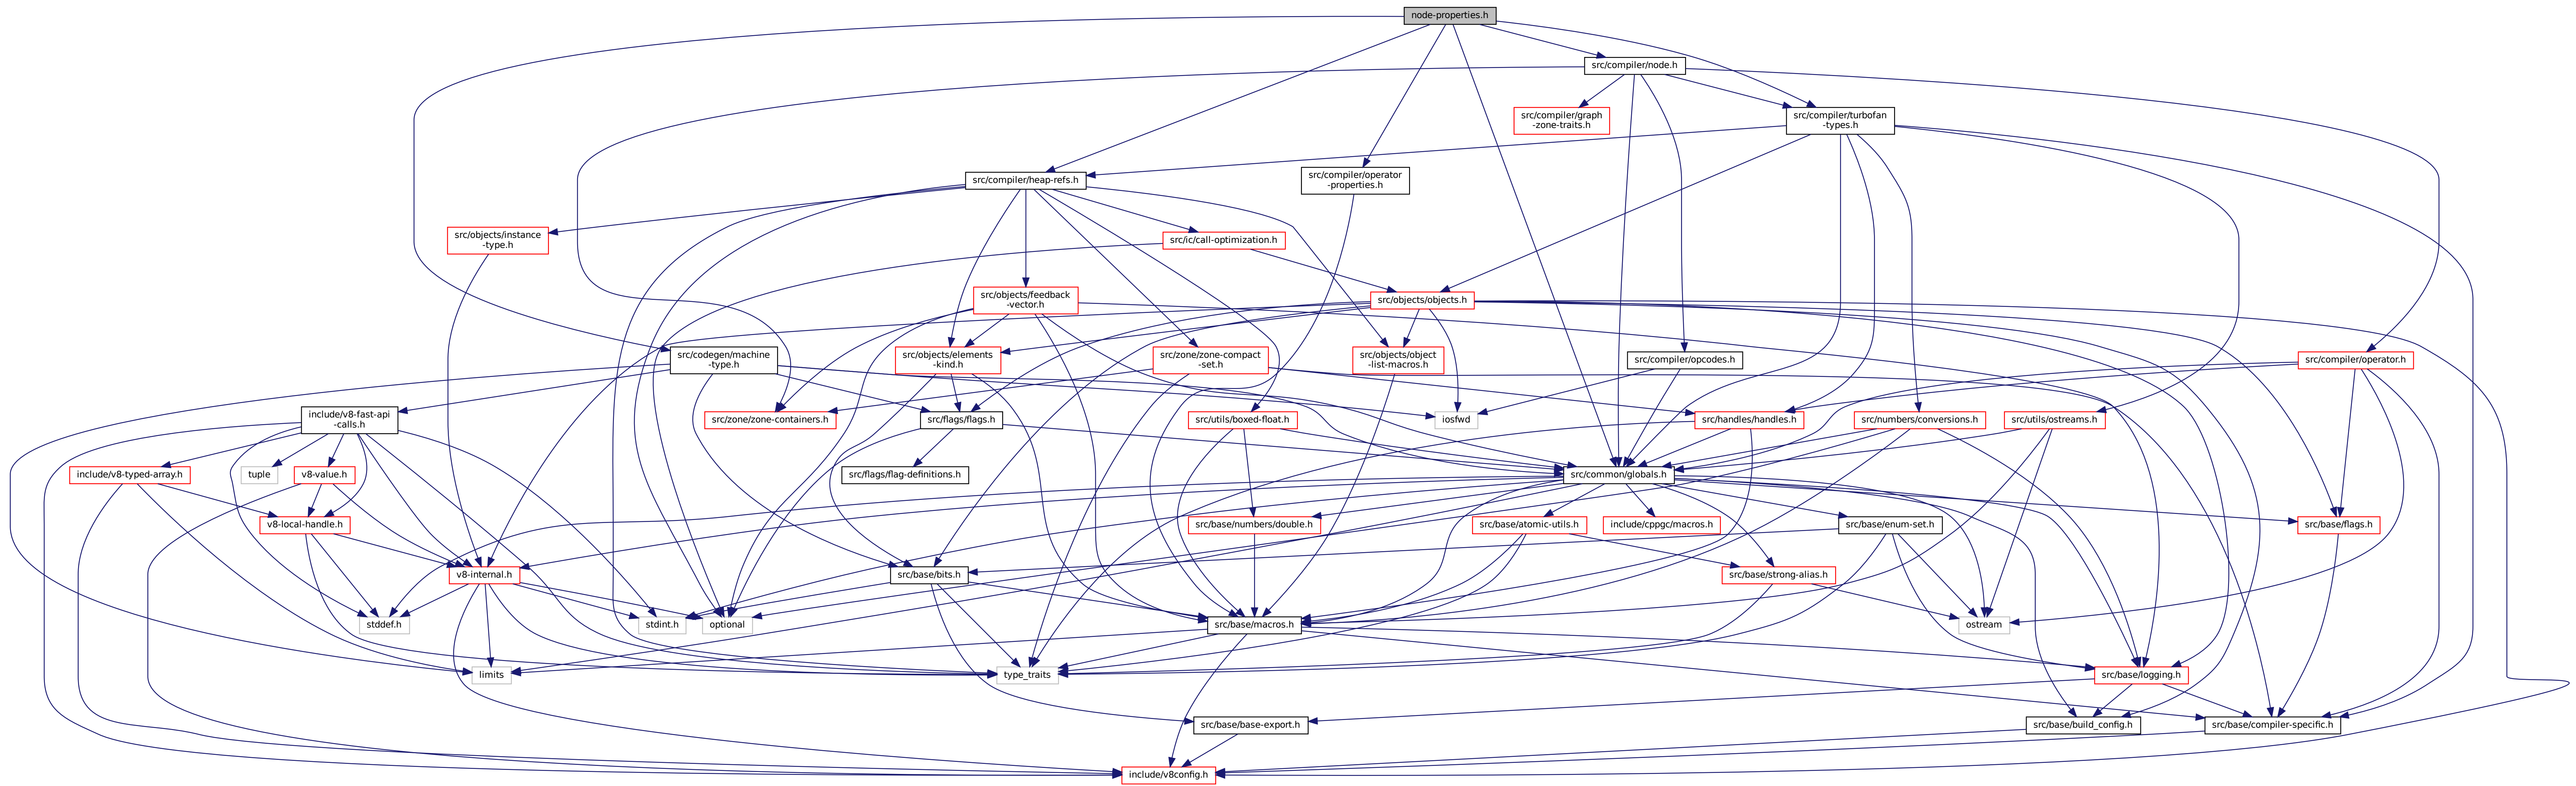 node-properties.h
src/compiler/node.h
src/compiler/graph
-zone-traits.h
src/compiler/turbofan
-types.h
src/compiler/heap-refs.h
src/compiler/operator
-properties.h
src/objects/instance
-type.h
src/ic/call-optimization.h
src/objects/feedback
-vector.h
src/objects/objects.h
src/codegen/machine
-type.h
src/objects/elements
-kind.h
src/zone/zone-compact
-set.h
src/objects/object
-list-macros.h
src/compiler/opcodes.h
src/compiler/operator.h
include/v8-fast-api
-calls.h
src/zone/zone-containers.h
src/flags/flags.h
src/utils/boxed-float.h
iosfwd
src/handles/handles.h
src/numbers/conversions.h
src/utils/ostreams.h
include/v8-typed-array.h
tuple
v8-value.h
src/flags/flag-definitions.h
src/common/globals.h
v8-local-handle.h
src/base/numbers/double.h
src/base/atomic-utils.h
include/cppgc/macros.h
src/base/enum-set.h
src/base/flags.h
v8-internal.h
src/base/bits.h
src/base/strong-alias.h
stddef.h
stdint.h
optional
src/base/macros.h
ostream
limits
type_traits
src/base/logging.h
src/base/base-export.h
src/base/build_config.h
src/base/compiler-specific.h
include/v8config.h